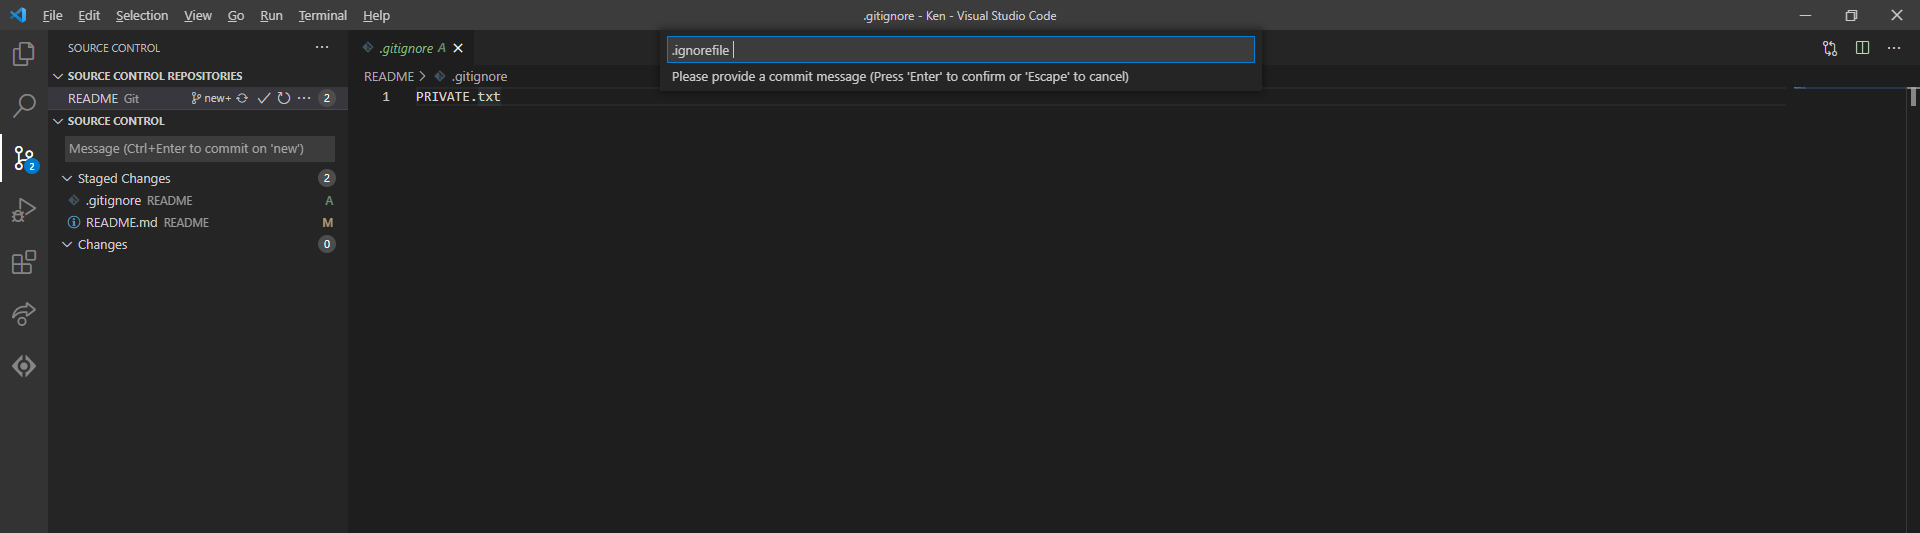 File Edit Selection View Go Run Terminal Help
.gitignore - Ken - Visual Studio Code
SOURCE CONTROL
SOURCE CONTROL REPOSITORIES
README Git new+ 2
SOURCE CONTROL
Message (Ctrl+Enter to commit on 'new')
Staged Changes 2
.gitignore README A
README.md README M
Changes 0
2
.gitignore A
README > .gitignore
1 PRIVATE.txt
.ignorefile
Please provide a commit message (Press 'Enter' to confirm or 'Escape' to cancel)